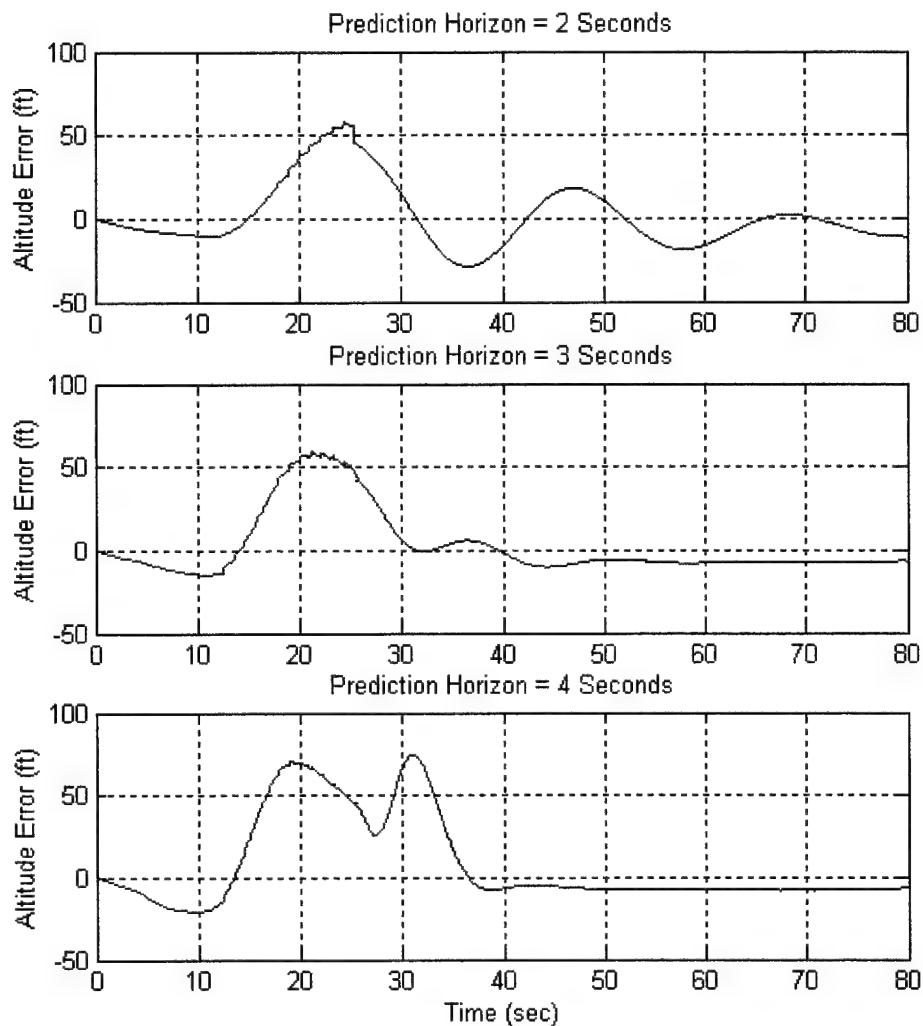 Prediction Horizon = 2 Seconds
Altitude Error (ft)
100
50
0
-50
0 10 20 30 40 50 60 70 80
Prediction Horizon = 3 Seconds
Altitude Error (ft)
100
50
0
-50
0 10 20 30 40 50 60 70 80
Prediction Horizon = 4 Seconds
Altitude Error (ft)
100
50
0
-50
0 10 20 30 40 50 60 70 80
Time (sec)